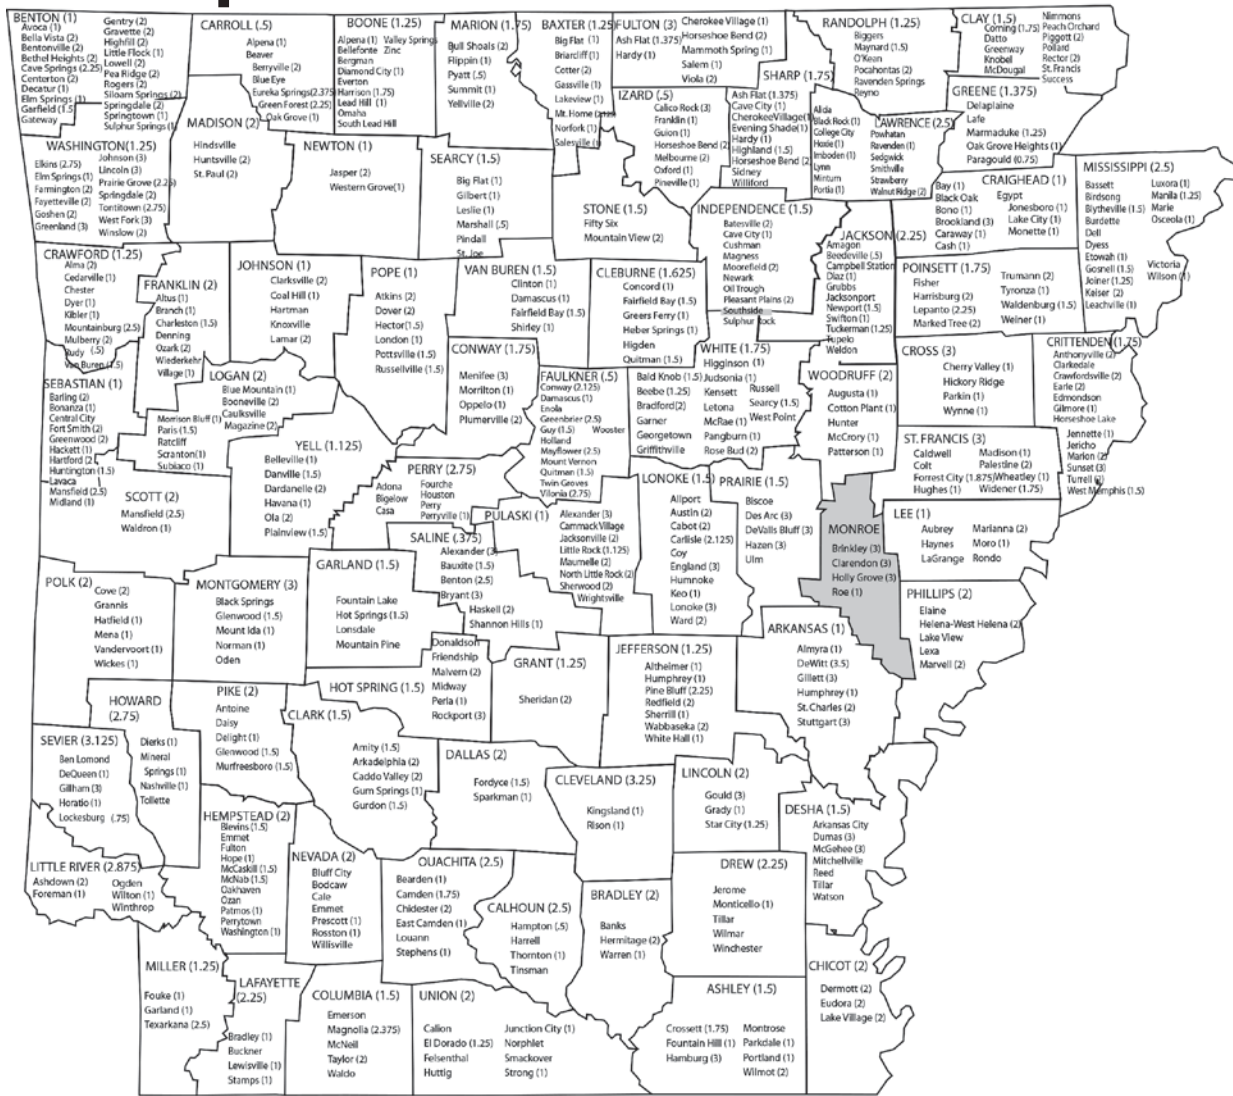 BENTON (1)
Avoca (1)
Bella Vista (2)
Bentonville (2)
Bethel Heights (2)
Cave Springs (2.25)
Centerton (2)
Decatur (1)
Elm Springs (1)
Garfield (1.5)
Gateway
Gentry (2)
Gravette (2)
Highfill (2)
Little Flock (1)
Lowell (2)
Pea Ridge (2)
Rogers (2)
Siloam Springs (2)
Springdale (2)
Springtown (1)
Sulphur Springs (1)
CARROLL (.5)
Alpena (1)
Beaver
Berryville (2)
Blue Eye
Eureka Springs(2.375)
Green Forest (2.25)
Oak Grove (1)
BOONE (1.25)
Alpena (1)
Bellefonte
Bergman
Diamond City (1)
Everton
Harrison (1.75)
Lead Hill (1)
Omaha
South Lead Hill
Valley Springs
Zinc
MARION (1.75)
Bull Shoals (2)
Flippin (1)
Pyatt (.5)
Summit (1)
Yellville (2)
BAXTER (1.25)
Big Flat (1)
Briarcliff (1)
Cotter (2)
Gassville (1)
Lakeview (1)
Mt. Home
Norfork (1)
Salesville
FULTON (3)
Ash Flat (1.375)
Hardy (1)
Cherokee Village (1)
Horseshoe Bend (2)
Mammoth Spring (1)
Salem (1)
Viola (2)
SHARP (1.75)
Ash Flat (1.375)
Cave City (1)
CherokeeVillage(1)
Evening Shade(1)
Hardy (1)
Highland (1.5)
Horseshoe Bend (2)
Sidney
Williford
RANDOLPH (1.25)
Biggers
Maynard (1.5)
O'Kean
Pocahontas (2)
Ravenden Springs
Reyno
CLAY (1.5)
Corning (1.75)
Datto
Greenway
Knobel
McDougal
Nimmons
Peach Orchard
Piggott (2)
Pollard
Rector (2)
St. Francis
Success
GREENE (1.375)
Delaplaine
Lafe
Marmaduke (1.25)
Oak Grove Heights (1)
Paragould (0.75)
IZARD (.5)
Calico Rock (3)
Franklin (1)
Guion (1)
Horseshoe Bend (2)
Melbourne (2)
Oxford (1)
Pineville (1)
LAWRENCE (2.5)
Alida
Black Rock (1)
College City
Hoxie (1)
Imboden (1)
Lynn
Minturn
Portia (1)
Powhatan
Ravenden (1)
Sedgwick
Smithville
Strawberry
Walnut Ridge (2)
MADISON (2)
Hindsville
Huntsville (2)
St. Paul (2)
WASHINGTON(1.25)
Elkins (2.75)
Elm Springs (1)
Farmington (2)
Fayetteville (2)
Goshen (2)
Greenland (3)
Johnson (3)
Lincoln (3)
Prairie Grove (2.25)
Springdale (2)
Tontitown (2.75)
West Fork (3)
Winslow (2)
NEWTON (1)
Jasper (2)
Western Grove(1)
SEARCY (1.5)
Big Flat (1)
Gilbert (1)
Leslie (1)
Marshall (.5)
Pindall
St. Joe
STONE (1.5)
Fifty Six
Mountain View (2)
INDEPENDENCE (1.5)
Batesville (2)
Cave City (1)
Cushman
Magness
Moorefield (2)
Newark
Oil Trough
Pleasant Plains (2)
Southside
Sulphur Rock
JACKSON (2.25)
Amagon
Beedeville (.5)
Campbell Station
Diaz (1)
Grubbs
Jacksonport
Newport (1.5)
Swifton (1)
Tuckerman (1.25)
Tupelo
Weldon
CRAIGHEAD (1)
Bay (1)
Black Oak
Bono (1)
Brookland (3)
Caraway (1)
Cash (1)
Egypt
Jonesboro (1)
Lake City (1)
Monette (1)
MISSISSIPPI (2.5)
Bassett
Birdsong
Blytheville (1.5)
Burdette
Dell
Dyess
Etowah (1)
Gosnell (1.5)
Joiner (1.25)
Keiser (2)
Leachville (1)
Luxora (1)
Manila (1.25)
Marie
Osceola (1)
Victoria
Wilson (1)
CRAWFORD (1.25)
Alma (2)
Cedarville (1)
Chester
Dyer (1)
Kibler (1)
Mountainburg (2.5)
Mulberry (2)
Rudy (.5)
Van Buren (1.5)
FRANKLIN (2)
Altus (1)
Branch (1)
Charleston (1.5)
Denning
Ozark (2)
Wiederkehr
Village (1)
JOHNSON (1)
Clarksville (2)
Coal Hill (1)
Hartman
Knoxville
Lamar (2)
POPE (1)
Atkins (2)
Dover (2)
Hector(1.5)
London (1)
Pottsville (1.5)
Russellville (1.5)
VAN BUREN (1.5)
Clinton (1)
Damascus (1)
Fairfield Bay (1.5)
Shirley (1)
CLEBURNE (1.625)
Concord (1)
Fairfield Bay (1.5)
Greers Ferry (1)
Heber Springs (1)
Higden
Quitman (1.5)
POINSETT (1.75)
Fisher
Harrisburg (2)
Lepanto (2.25)
Marked Tree (2)
Trumann (2)
Tyronza (1)
Waldenburg (1.5)
Weiner (1)
CRITTENDEN (1.75)
Anthonyville (2)
Clarkedale
Crawfordsville (2)
Earle (2)
Edmondson
Gilmore (1)
Horseshoe Lake
Jennette (1)
Jericho
Marion (2)
Sunset (3)
Turrell
West Memphis (1.5)
SEBASTIAN (1)
Barling (2)
Bonanza (1)
Central City
Fort Smith (2)
Greenwood (2)
Hackett (1)
Hartford (2)
Huntington (1.5)
Lavaca
Mansfield (2.5)
Midland (1)
LOGAN (2)
Blue Mountain (1)
Booneville (2)
Caulksville
Magazine (2)
Morrison Bluff (1)
Paris (1.5)
Ratcliff
Scranton(1)
Subiaco (1)
CONWAY (1.75)
Menifee (3)
Morrilton (1)
Oppelo (1)
Plumerville (2)
FAULKNER (.5)
Conway (2.125)
Damascus (1)
Enola
Greenbrier (2.5)
Guy (1.5)
Holland
Mayflower (2.5)
Mount Vernon
Quitman (1.5)
Twin Groves
Vilonia (2.75)
Wooster
WHITE (1.75)
Bald Knob (1.5)
Beebe (1.25)
Bradford(2)
Garner
Georgetown
Griffithville
Higginson (1)
Judsonia (1)
Kensett
Letona
McRae (1)
Pangburn (1)
Rose Bud (2)
Russell
Searcy (1.5)
West Point
WOODRUFF (2)
Augusta (1)
Cotton Plant (1)
Hunter
McCrory (1)
Patterson (1)
CROSS (3)
Cherry Valley (1)
Hickory Ridge
Parkin (1)
Wynne (1)
ST. FRANCIS (3)
Caldwell
Colt
Forrest City (1.875)
Hughes (1)
Madison (1)
Palestine (2)
Wheatley (1)
Widener (1.75)
YELL (1.125)
Belleville (1)
Danville (1.5)
Dardanelle (2)
Havana (1)
Ola (2)
Plainview (1.5)
PERRY (2.75)
Adona
Bigelow
Casa
Fourche
Houston
Perry
Perryville (1)
SCOTT (2)
Mansfield (2.5)
Waldron (1)
PULASKI (1)
Alexander (3)
Cammack Village
Jacksonville (2)
Little Rock (1.125)
Maumelle (2)
North Little Rock (2)
Sherwood (2)
Wrightsville
LONOKE (1.5)
Allport
Austin (2)
Cabot (2)
Carlisle (2.125)
Coy
England (3)
Humnoke
Keo (1)
Lonoke (3)
Ward (2)
PRAIRIE (1.5)
Biscoe
Des Arc (3)
DeValls Bluff (3)
Hazen (3)
Ulm
MONROE
Brinkley (3)
Clarendon (3)
Holly Grove (3)
Roe (1)
LEE (1)
Aubrey
Haynes
LaGrange
Marianna (2)
Moro (1)
Rondo
SALINE (.375)
Alexander (3)
Bauxite (1.5)
Benton (2.5)
Bryant (3)
Haskell (2)
Shannon Hills (1)
GARLAND (1.5)
Fountain Lake
Hot Springs (1.5)
Lonsdale
Mountain Pine
POLK (2)
Cove (2)
Grannis
Hatfield (1)
Mena (1)
Vandervoort (1)
Wickes (1)
MONTGOMERY (3)
Black Springs
Glenwood (1.5)
Mount Ida (1)
Norman (1)
Oden
PHILLIPS (2)
Elaine
Helena-West Helena (2)
Lake View
Lexa
Marvell (2)
ARKANSAS (1)
Almyra (1)
DeWitt (3.5)
Gillett (3)
Humphrey (1)
St. Charles (2)
Stuttgart (3)
JEFFERSON (1.25)
Altheimer (1)
Humphrey (1)
Pine Bluff (2.25)
Redfield (2)
Sherrill (1)
Wabbaseka (2)
White Hall (1)
GRANT (1.25)
Sheridan (2)
HOT SPRING (1.5)
Donaldson
Friendship
Malvern (2)
Midway
Perla (1)
Rockport (3)
HOWARD
(2.75)
Dierks (1)
Mineral
Springs (1)
Nashville (1)
Tollette
PIKE (2)
Antoine
Daisy
Delight (1)
Glenwood (1.5)
Murfreesboro (1.5)
CLARK (1.5)
Amity (1.5)
Arkadelphia (2)
Caddo Valley (2)
Gum Springs (1)
Gurdon (1.5)
SEVIER (3.125)
Ben Lomond
DeQueen (1)
Gillham (3)
Horatio (1)
Lockesburg (.75)
DALLAS (2)
Fordyce (1.5)
Sparkman (1)
CLEVELAND (3.25)
Kingsland (1)
Rison (1)
LINCOLN (2)
Gould (3)
Grady (1)
Star City (1.25)
DESHA (1.5)
Arkansas City
Dumas (3)
McGehee (3)
Mitchellville
Reed
Tillar
Watson
HEMPSTEAD (2)
Blevins (1.5)
Emmet
Fulton
Hope (1)
McCaskill (1.5)
McNab (1.5)
Oakhaven
Ozan
Patmos (1)
Perrytown
Washington (1)
LITTLE RIVER (2.875)
Ashdown (2)
Foreman (1)
Ogden
Wilton (1)
Winthrop
NEVADA (2)
Bluff City
Bodcaw
Cale
Emmet
Prescott (1)
Rosston (1)
Willisville
OUACHITA (2.5)
Bearden (1)
Camden (1.75)
Chidester (2)
East Camden (1)
Louann
Stephens (1)
CALHOUN (2.5)
Hampton (.5)
Harrell
Thornton (1)
Tinsman
BRADLEY (2)
Banks
Hermitage (2)
Warren (1)
DREW (2.25)
Jerome
Monticello (1)
Tillar
Wilmar
Winchester
MILLER (1.25)
Fouke (1)
Garland (1)
Texarkana (2.5)
LAFAYETTE
(2.25)
Bradley (1)
Buckner
Lewisville (1)
Stamps (1)
COLUMBIA (1.5)
Emerson
Magnolia (2.375)
McNeil
Taylor (2)
Waldo
UNION (2)
Calion
El Dorado (1.25)
Felsenthal
Huttig
Junction City (1)
Norphlet
Smackover
Strong (1)
ASHLEY (1.5)
Crossett (1.75)
Fountain Hill (1)
Hamburg (3)
Montrose
Parkdale (1)
Portland (1)
Wilmot (2)
CHICOT (2)
Dermott (2)
Eudora (2)
Lake Village (2)